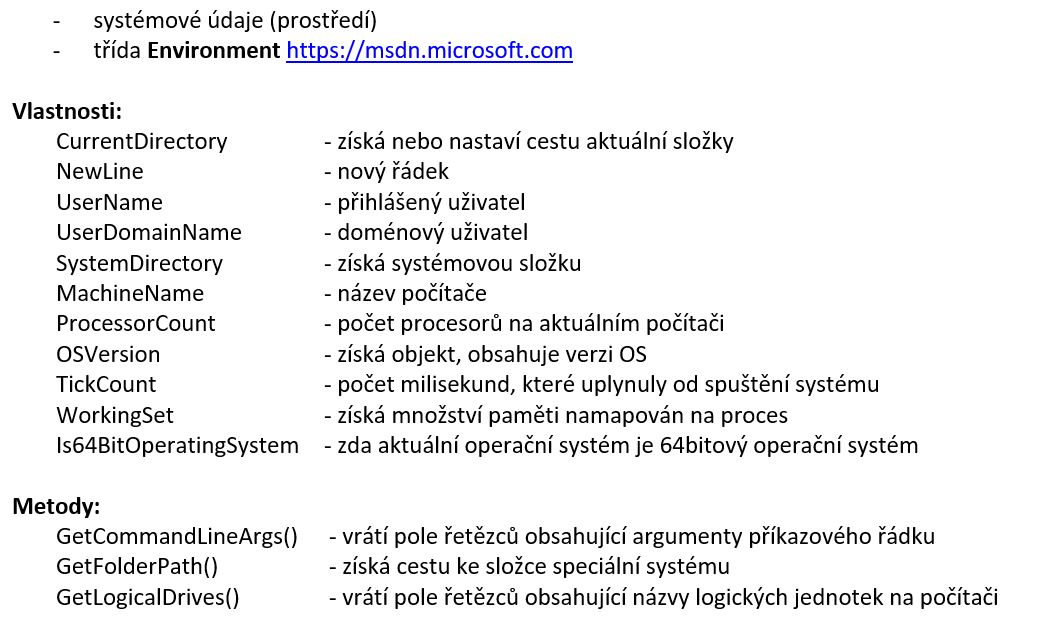 - systémové údaje (prostředí)
- třída Environment https://msdn.microsoft.com
Vlastnosti:
CurrentDirectory - získá nebo nastaví cestu aktuální složky
NewLine - nový řádek
UserName - přihlášený uživatel
UserDomainName - doménový uživatel
SystemDirectory - získá systémovou složku
MachineName - název počítače
ProcessorCount - počet procesorů na aktuálním počítači
OSVersion - získá objekt, obsahuje verzi OS
TickCount - počet milisekund, které uplynuly od spuštění systému
WorkingSet - získá množství paměti namapován na proces
Is64BitOperatingSystem - zda aktuální operační systém je 64bitový operační systém
Metody:
GetCommandLineArgs() - vrátí pole řetězců obsahující argumenty příkazového řádku
GetFolderPath() - získá cestu ke složce speciální systému
GetLogicalDrives() - vrátí pole řetězců obsahující názvy logických jednotek na počítači